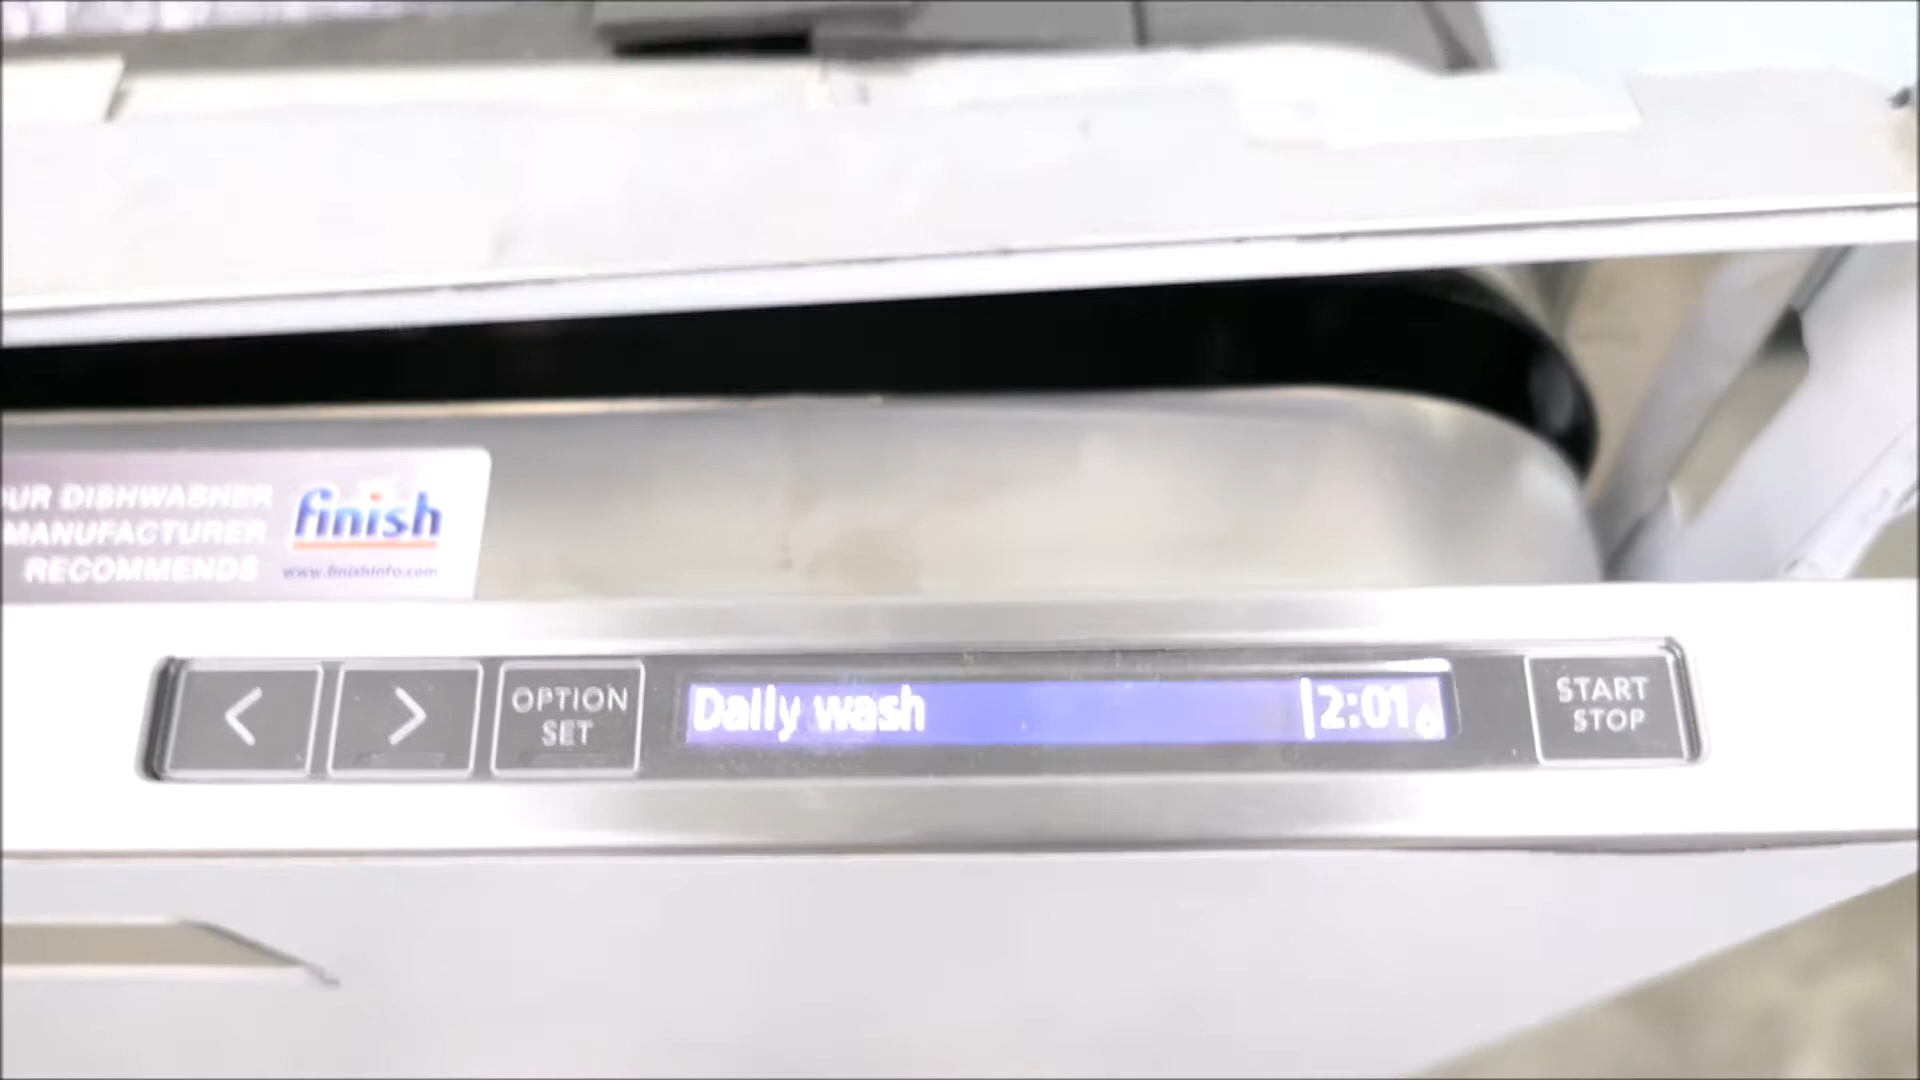 UR DISHWASHER
MANUFACTURER
RECOMMENDS
finish
www.finishinfo.com
< > OPTION
SET
Daily wash 2:01
START
STOP